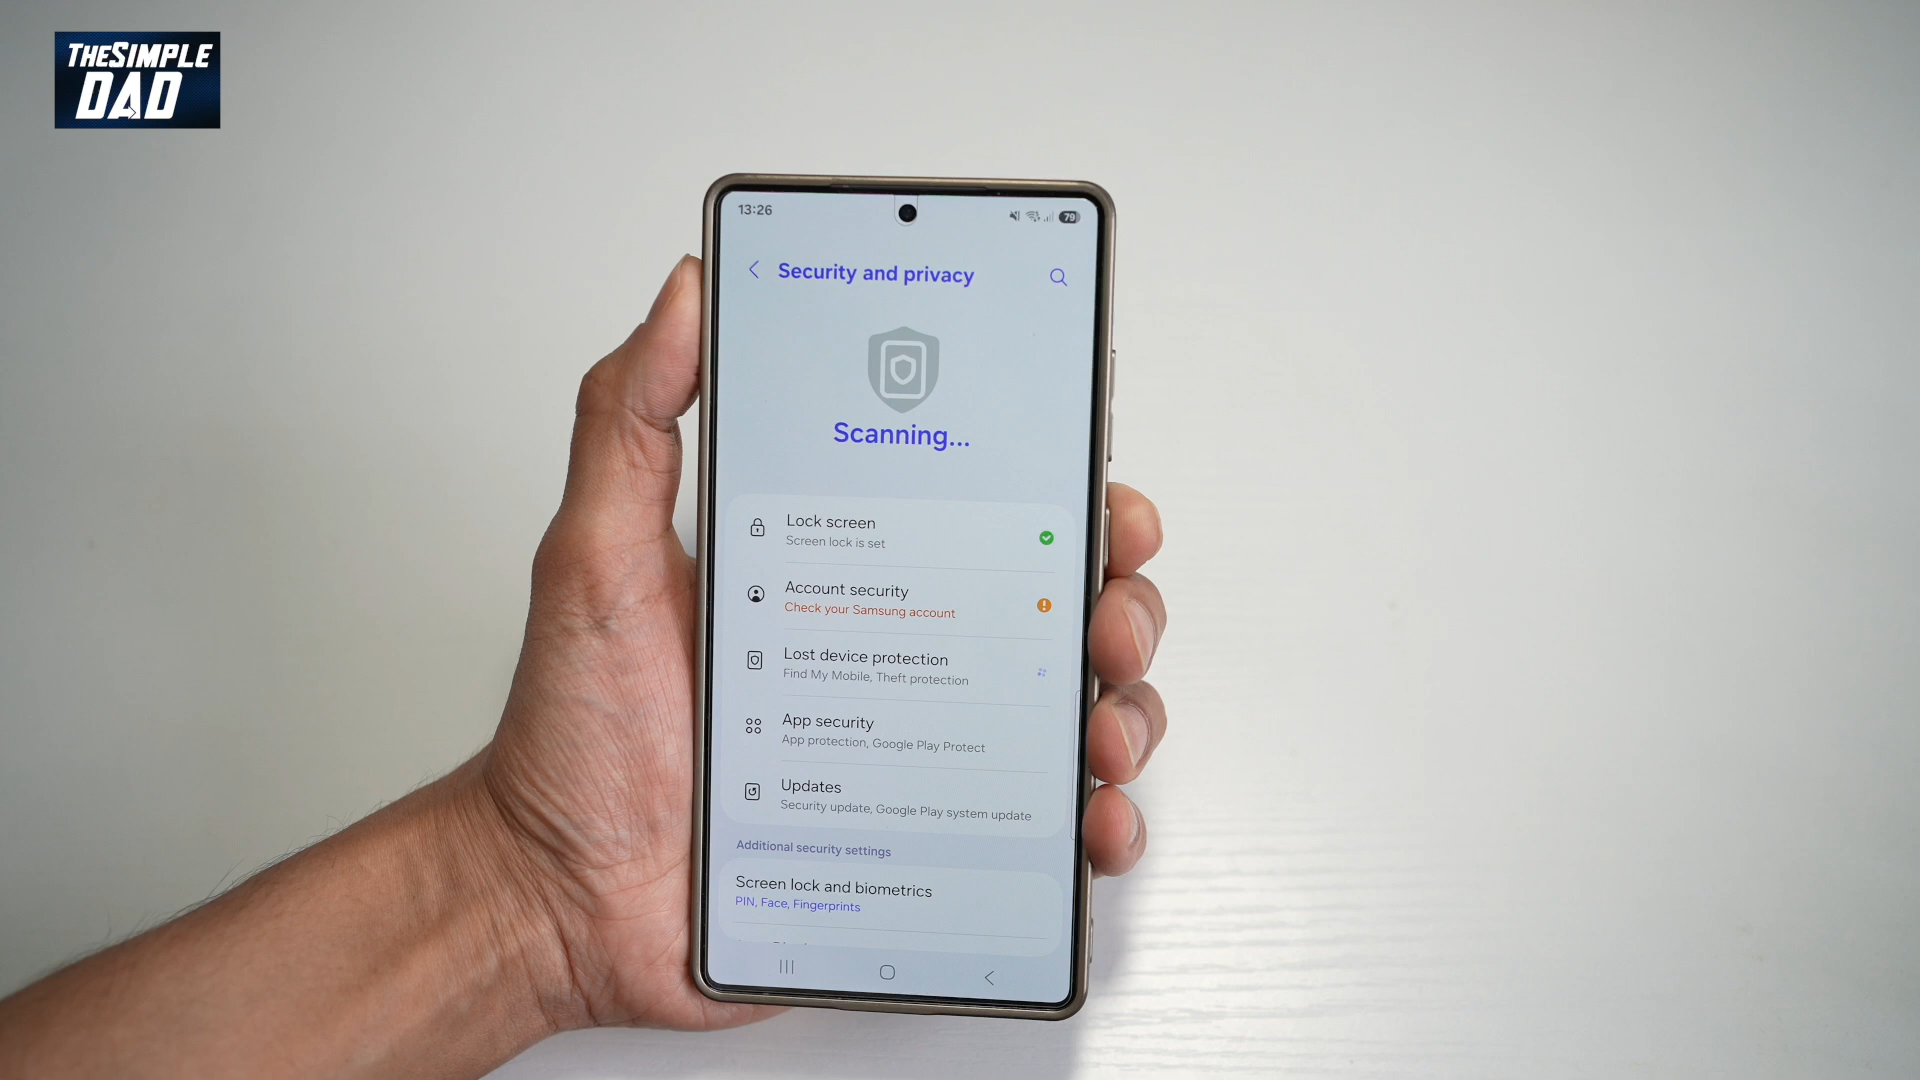 THESIMPLE
DAD
13:26
79
Security and privacy
Scanning...
Lock screen
Screen lock is set
Account security
Check your Samsung account
Lost device protection
Find My Mobile, Theft protection
App security
App protection, Google Play Protect
Updates
Security update, Google Play system update
Additional security settings
Screen lock and biometrics
PIN, Face, Fingerprints